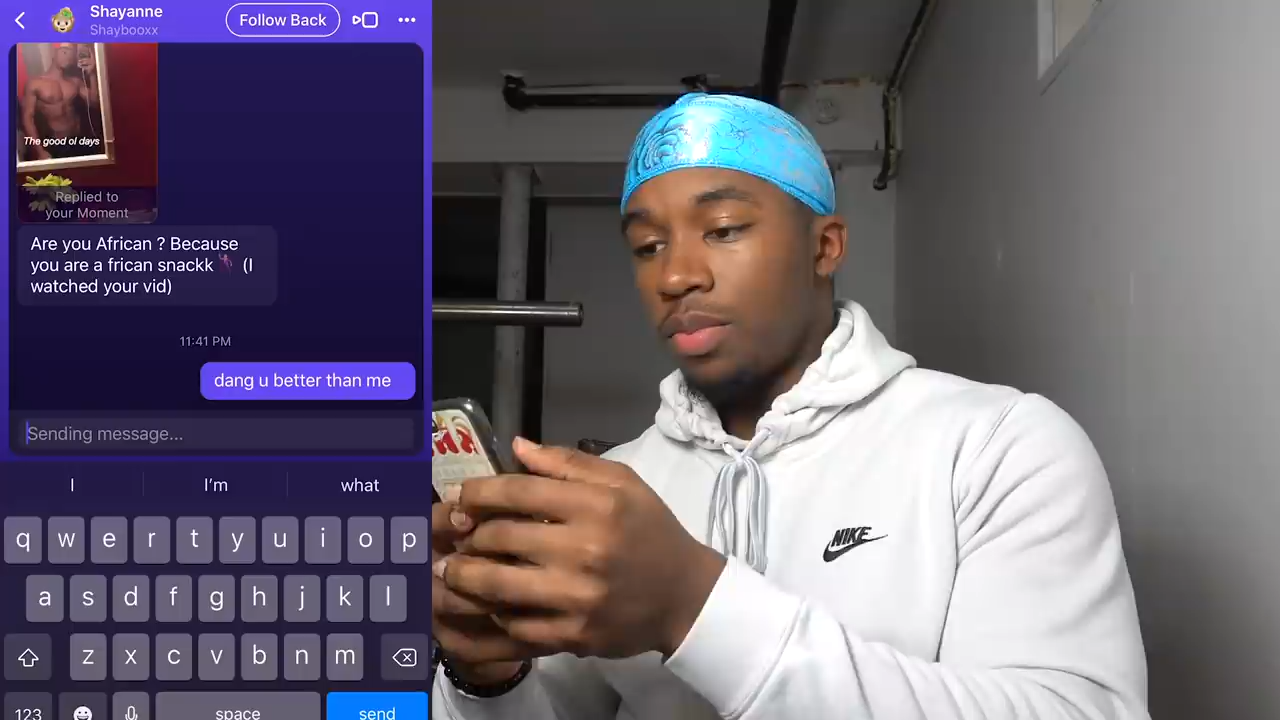 Shayanne
Shaybooxx
Follow Back
The good ol days
Replied to
your Moment
Are you African ? Because
you are a frican snackk🕺🏿 (I
watched your vid)
11:41 PM
dang u better than me
Sending message...
I I'm what
q w e r t y u i o p
a s d f g h j k l
z x c v b n m
123 space send
NIKE